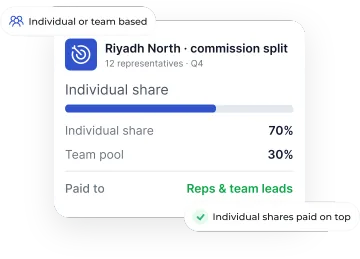 Individual or team based
Riyadh North · commission split
12 representatives · Q4
Individual share
Individual share 70%
Team pool 30%
Paid to Reps & team leads
Individual shares paid on top